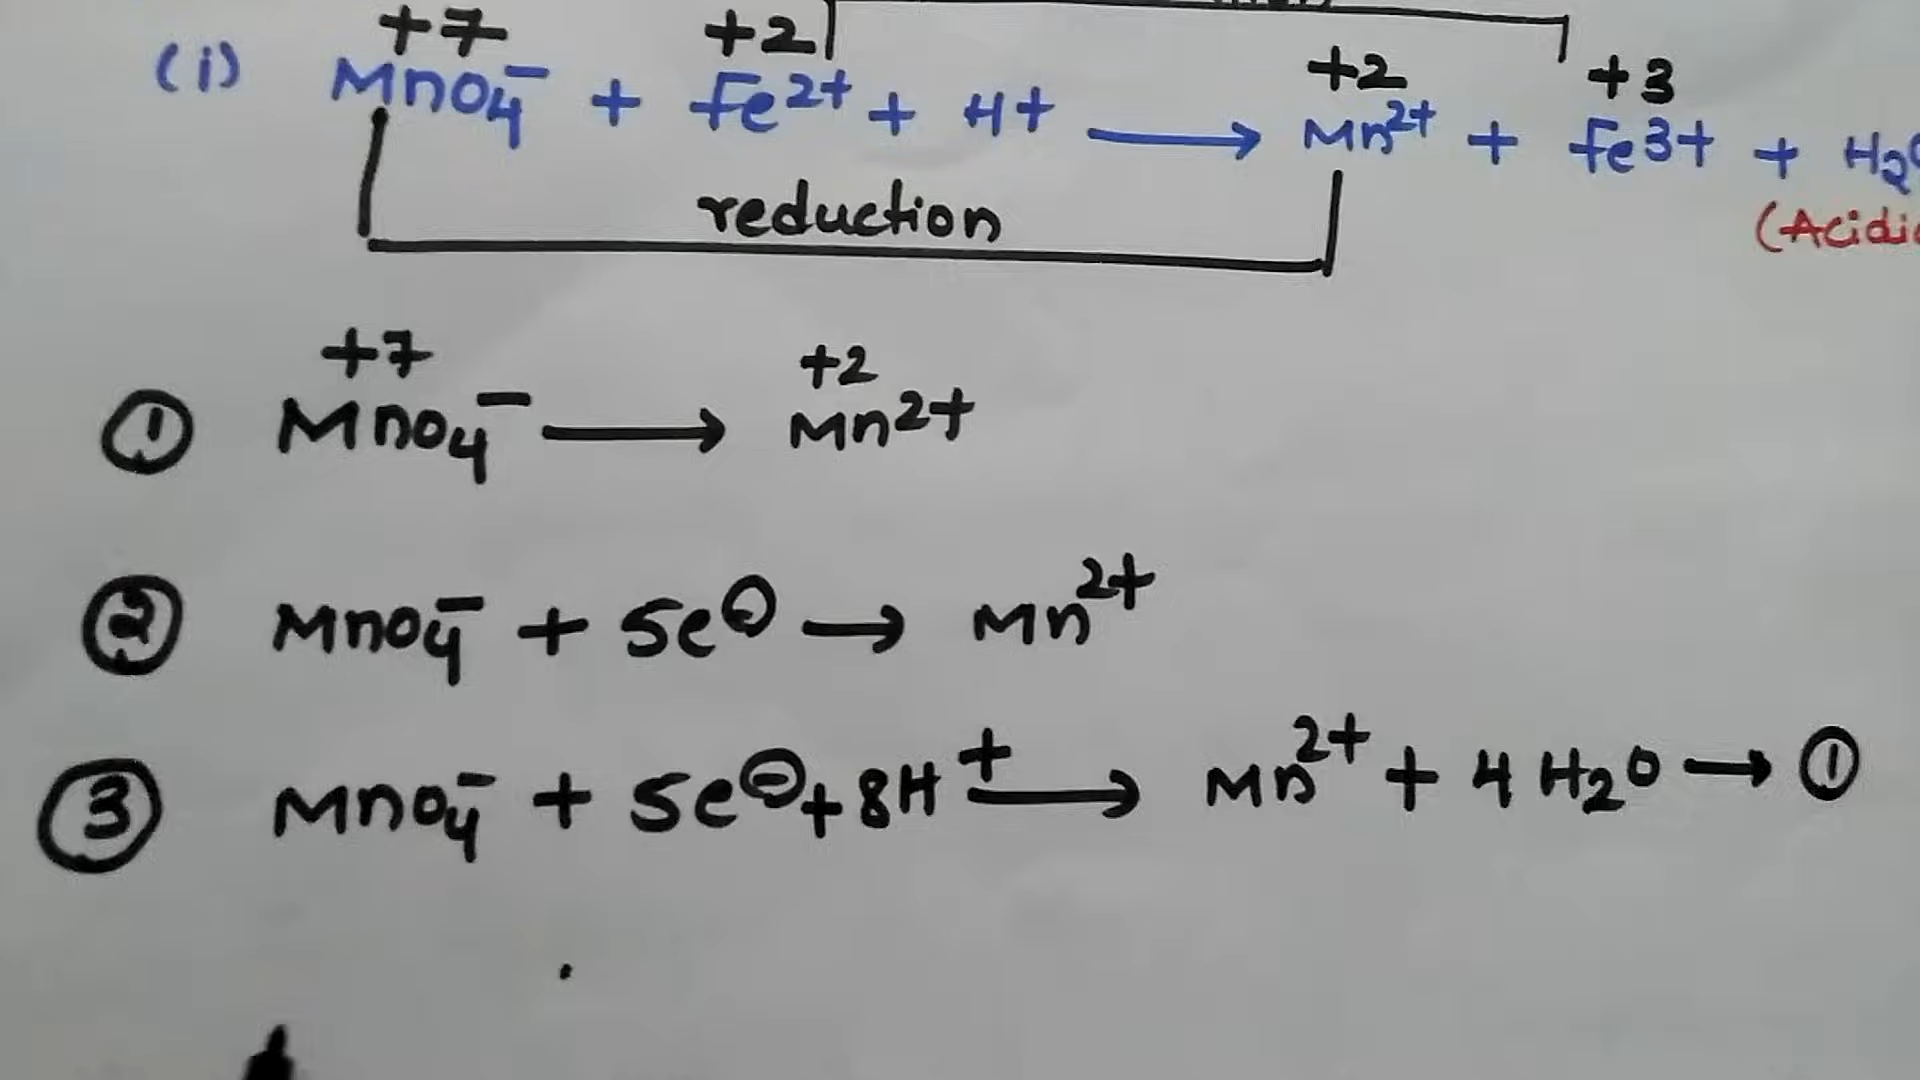 +7 +2 +2 +3
(i) MnO4⁻ + Fe²⁺ + H+ ⟶ Mn²⁺ + Fe3+ + H2
reduction
(Acidi
+7 +2
① MnO4⁻ ⟶ Mn2+
② MnO4⁻ + 5e⊖ → Mn²⁺
③ MnO4⁻ + 5e⊖ + 8H⁺ ⟶ Mn²⁺ + 4H2O → ①